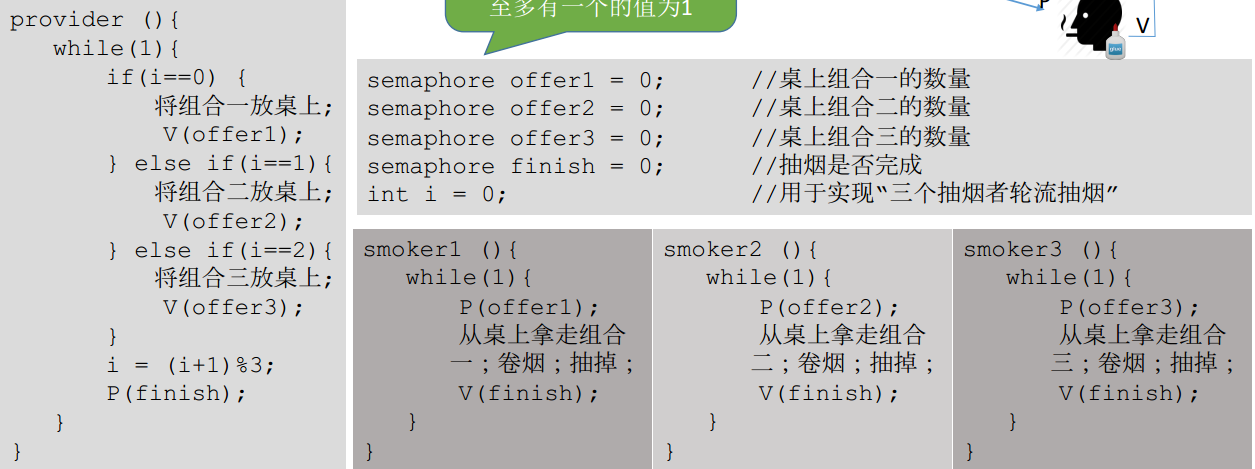 provider (){
while(1){
if(i==0) {
将组合一放桌上;
V(offer1);
} else if(i==1){
将组合二放桌上;
V(offer2);
} else if(i==2){
将组合三放桌上;
V(offer3);
}
i = (i+1)%3;
P(finish);
}
}
至多有一个的值为1
P
V
glue
semaphore offer1 = 0; //桌上组合一的数量
semaphore offer2 = 0; //桌上组合二的数量
semaphore offer3 = 0; //桌上组合三的数量
semaphore finish = 0; //抽烟是否完成
int i = 0; //用于实现“三个抽烟者轮流抽烟”
smoker1 (){
while(1){
P(offer1);
从桌上拿走组合
一；卷烟；抽掉；
V(finish);
}
}
smoker2 (){
while(1){
P(offer2);
从桌上拿走组合
二；卷烟；抽掉；
V(finish);
}
}
smoker3 (){
while(1){
P(offer3);
从桌上拿走组合
三；卷烟；抽掉；
V(finish);
}
}